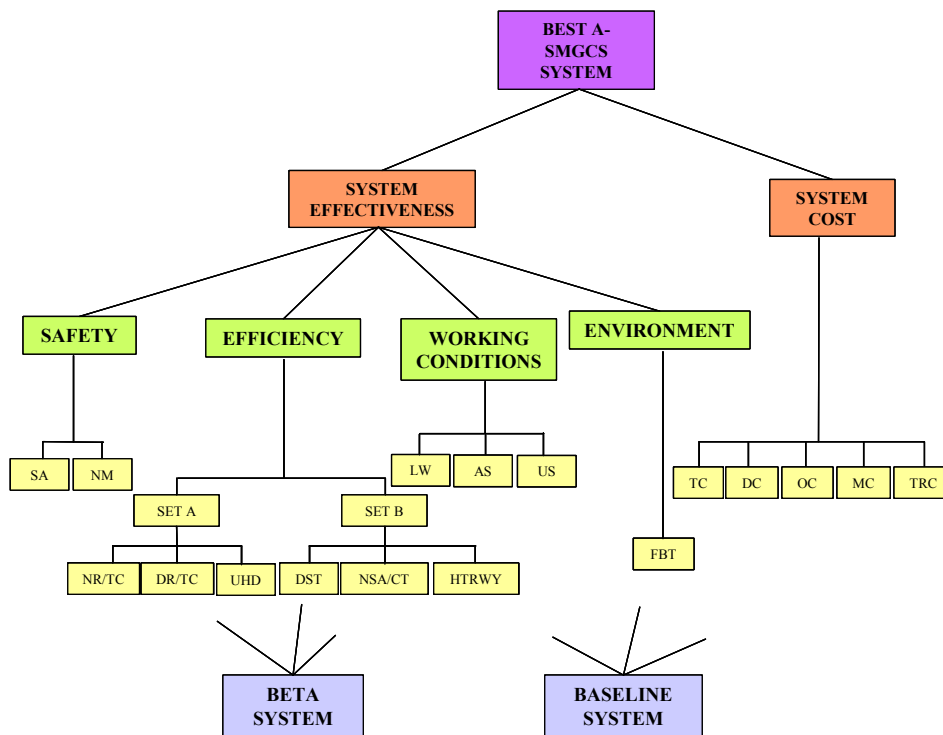 BEST A-
SMGCS
SYSTEM
SYSTEM
EFFECTIVENESS
SYSTEM
COST
SAFETY
EFFICIENCY
WORKING
CONDITIONS
ENVIRONMENT
SA
NM
LW
AS
US
TC
DC
OC
MC
TRC
SET A
SET B
FBT
NR/TC
DR/TC
UHD
DST
NSA/CT
HTRWY
BETA
SYSTEM
BASELINE
SYSTEM